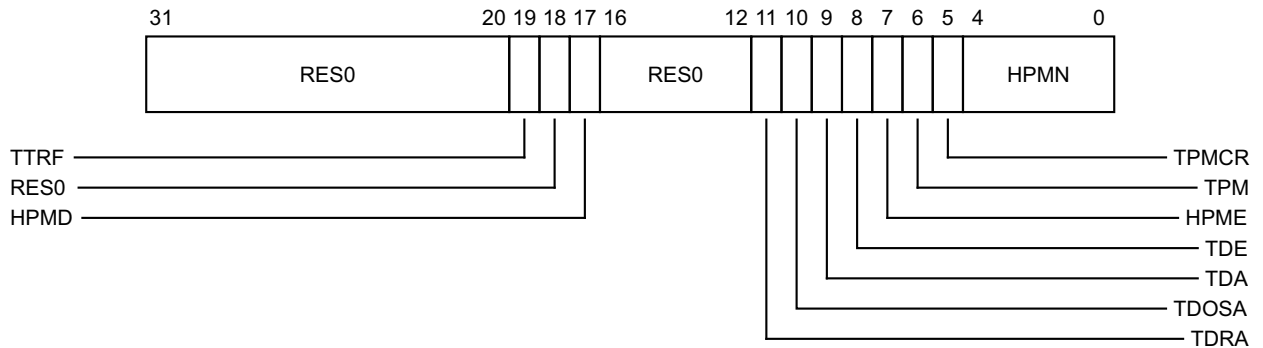 31 20 19 18 17 16 12 11 10 9 8 7 6 5 4 0
RES0 RES0 HPMN
TTRF TPMCR
RES0 TPM
HPMD HPME
TDE
TDA
TDOSA
TDRA